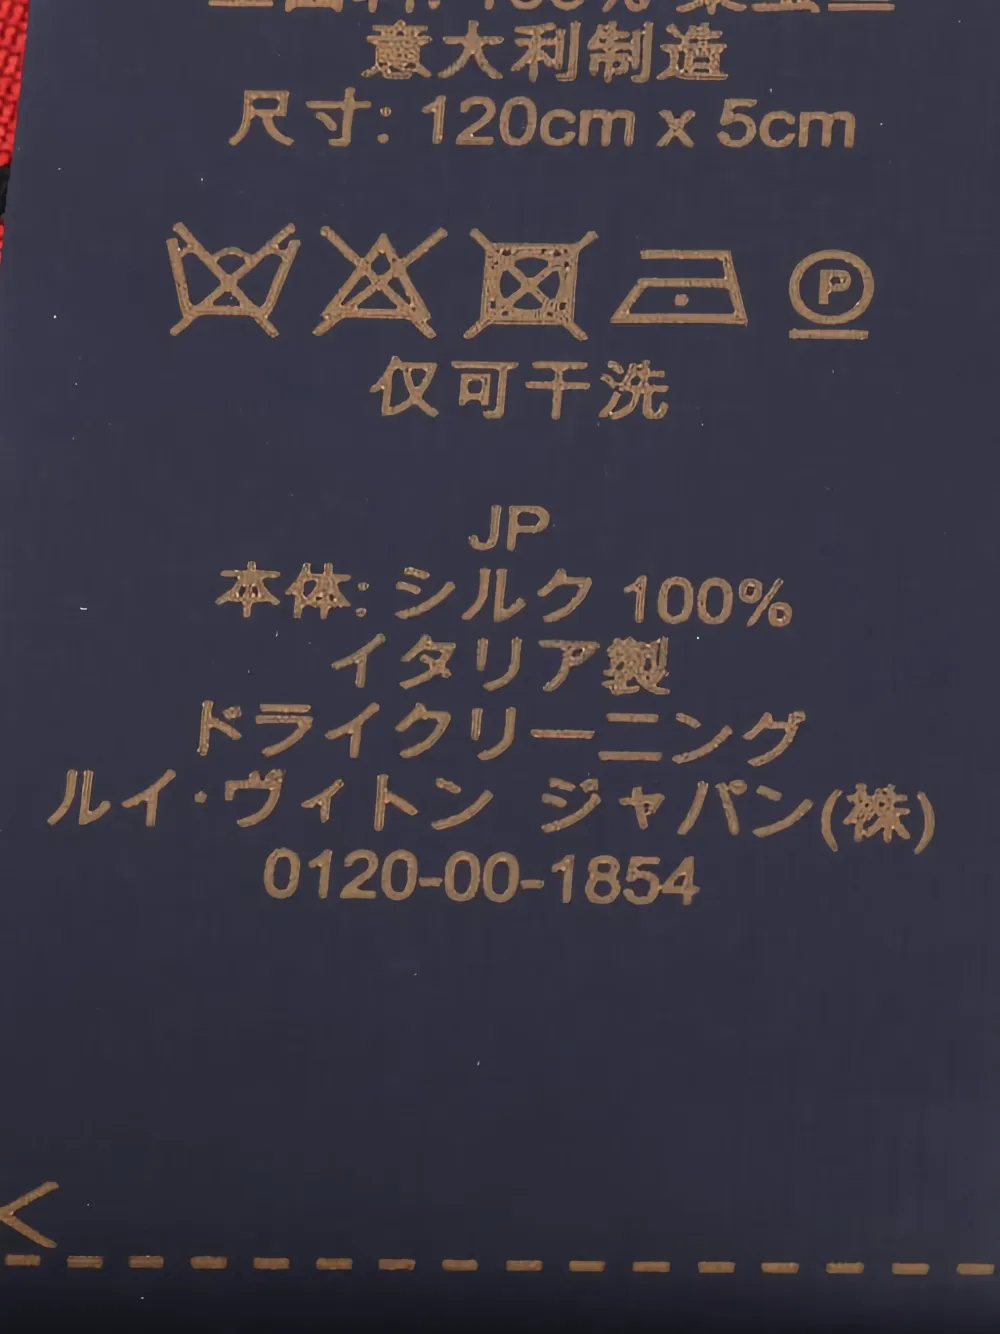 意大利制造
尺寸: 120cm x 5cm
P
仅可干洗
JP
本体: シルク 100%
イタリア製
ドライクリーニング
ルイ·ヴィトン ジャパン(株)
0120-00-1854